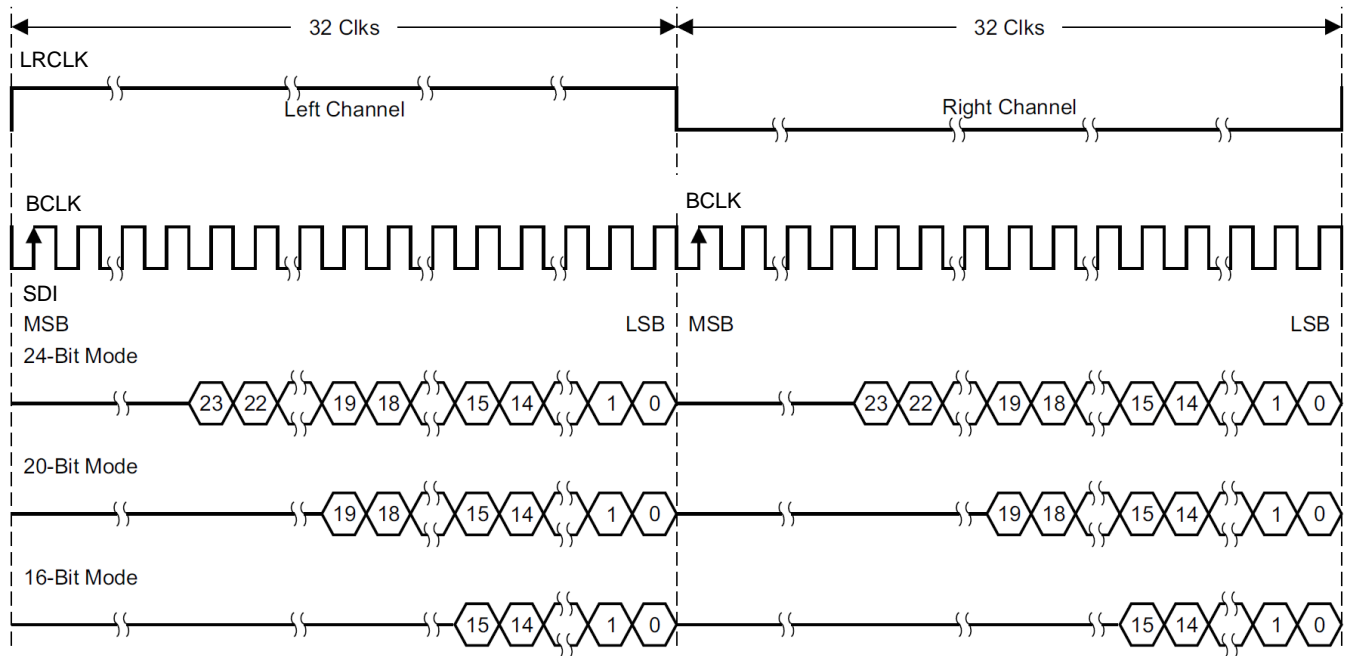 32 Clks 32 Clks
LRCLK
Left Channel Right Channel
BCLK BCLK
SDI
MSB LSB MSB LSB
24-Bit Mode
23 22 19 18 15 14 1 0 23 22 19 18 15 14 1 0
20-Bit Mode
19 18 15 14 1 0 19 18 15 14 1 0
16-Bit Mode
15 14 1 0 15 14 1 0